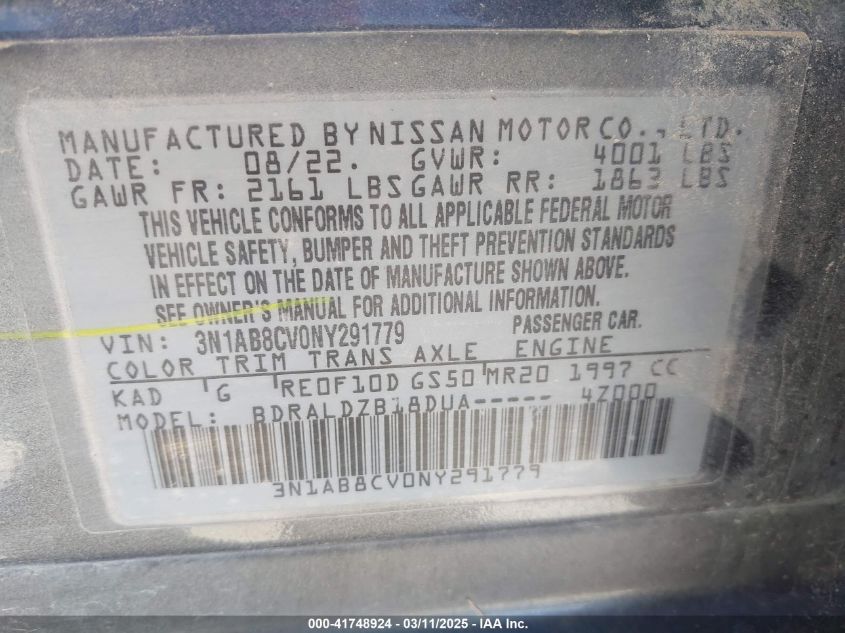 MANUFACTURED BY NISSAN MOTOR CO., LTD.
DATE: 08/22. GVWR: 4001 LBS
GAWR FR: 2161 LBS GAWR RR: 1863 LBS
THIS VEHICLE CONFORMS TO ALL APPLICABLE FEDERAL MOTOR
VEHICLE SAFETY, BUMPER AND THEFT PREVENTION STANDARDS
IN EFFECT ON THE DATE OF MANUFACTURE SHOWN ABOVE.
SEE OWNER'S MANUAL FOR ADDITIONAL INFORMATION.
VIN: 3N1AB8CV0NY291779 PASSENGER CAR.
COLOR TRIM TRANS AXLE ENGINE
KAD G RE0F10D GS50 MR20 1997 CC
MODEL: BDRALDZB18DUA----- 4Z000
3N1AB8CV0NY291779
000-41748924 / 03/11/2025 - IAA Inc.